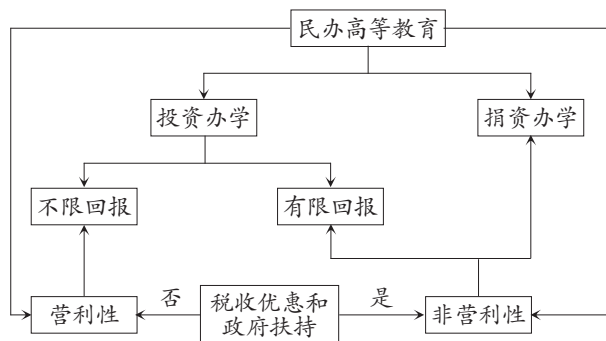 民办高等教育
投资办学
捐资办学
不限回报
有限回报
营利性
否
税收优惠和
政府扶持
是
非营利性